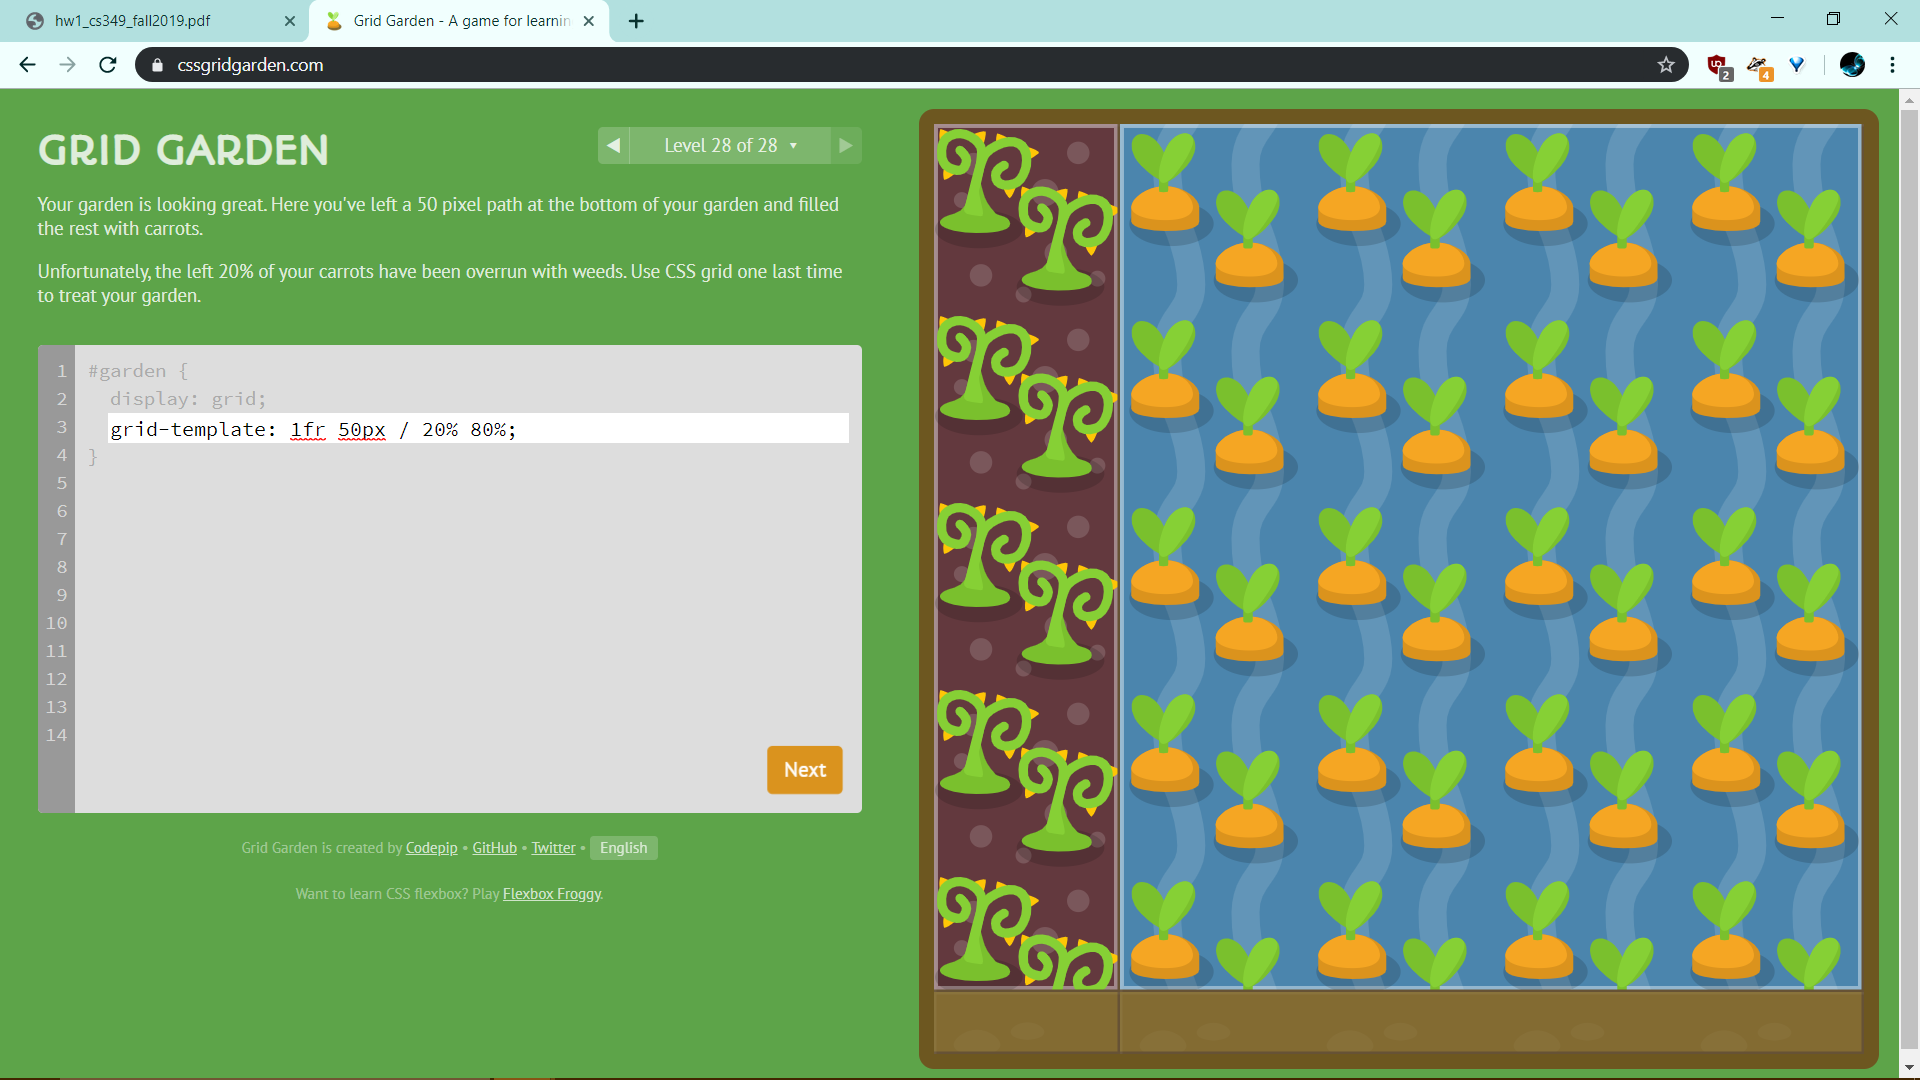 hw1_cs349_fall2019.pdf
Grid Garden - A game for learnin
cssgridgarden.com
2
4
GRID GARDEN
Level 28 of 28
Your garden is looking great. Here you've left a 50 pixel path at the bottom of your garden and filled
the rest with carrots.
Unfortunately, the left 20% of your carrots have been overrun with weeds. Use CSS grid one last time
to treat your garden.
1 #garden {
2 display: grid;
3 grid-template: 1fr 50px / 20% 80%;
4 }
5
6
7
8
9
10
11
12
13
14
Next
Grid Garden is created by Codepip • GitHub • Twitter • English
Want to learn CSS flexbox? Play Flexbox Froggy.